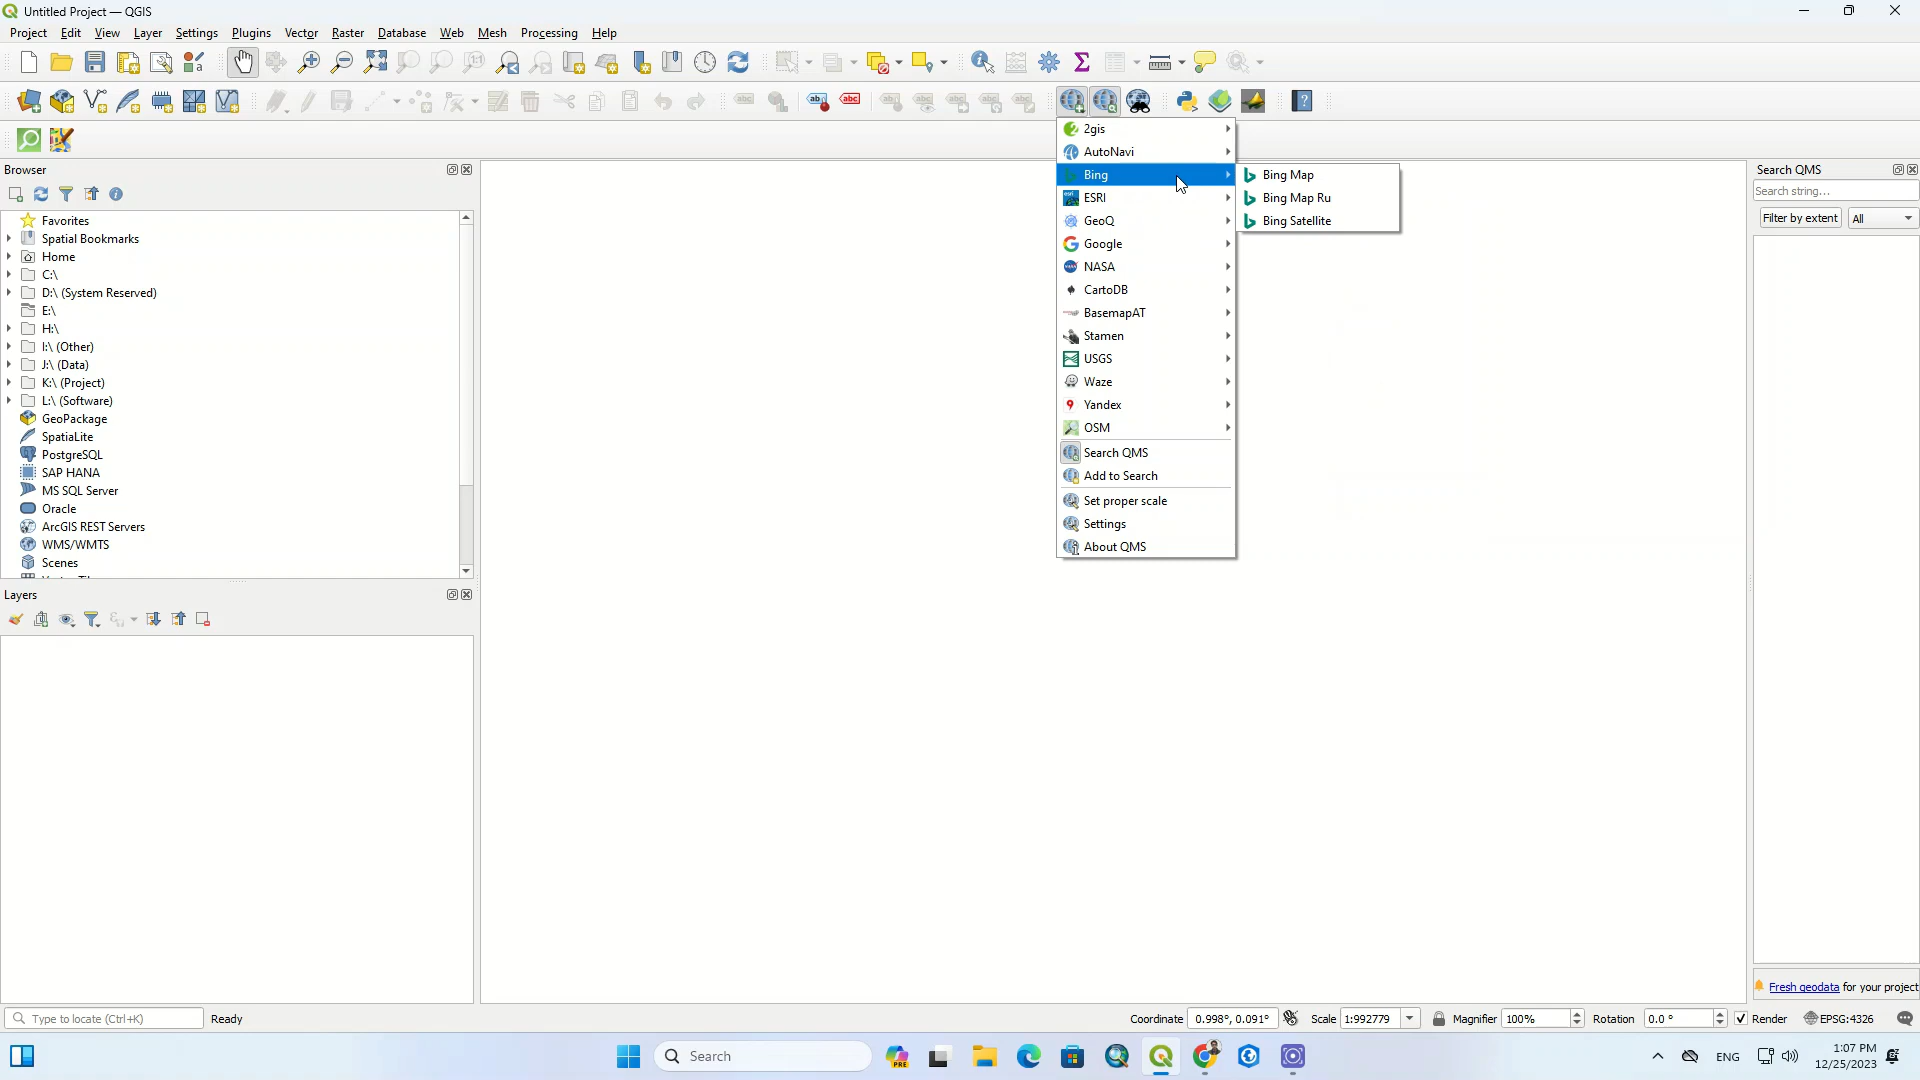 Untitled Project — QGIS
Project Edit View Layer Settings Plugins Vector Raster Database Web Mesh Processing Help
Browser
Favorites
Spatial Bookmarks
Home
C:\
D:\ (System Reserved)
E:\
H:\
I:\ (Other)
J:\ (Data)
K:\ (Project)
L:\ (Software)
GeoPackage
SpatiaLite
PostgreSQL
SAP HANA
MS SQL Server
Oracle
ArcGIS REST Servers
WMS/WMTS
Scenes
Layers
2gis
AutoNavi
Bing
ESRI
GeoQ
Google
NASA
CartoDB
BasemapAT
Stamen
USGS
Waze
Yandex
OSM
Search QMS
Add to Search
Set proper scale
Settings
About QMS
Bing Map
Bing Map Ru
Bing Satellite
Search QMS
Search string...
Filter by extent All
Fresh geodata for your project
Type to locate (Ctrl+K) Ready Coordinate 0.998°, 0.091° Scale 1:992779 Magnifier 100% Rotation 0.0 ° Render EPSG:4326
Search
PRE
ENG
1:07 PM
12/25/2023